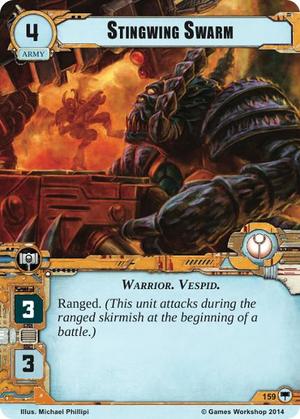 4
ARMY
STINGWING SWARM
WARRIOR. VESPID.
3
Ranged. (This unit attacks during the
ranged skirmish at the beginning of a
battle.)
3
159
Illus. Michael Phillipi
© Games Workshop 2014